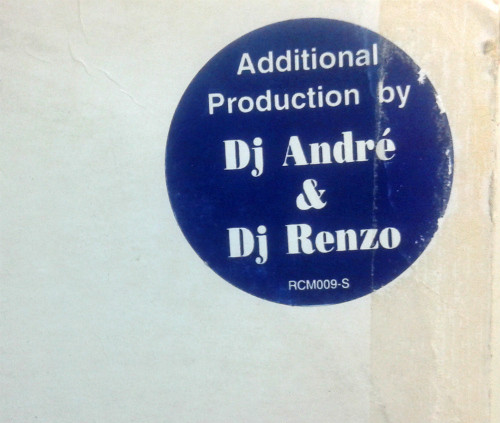 Additional
Production by
Dj André
&
Dj Renzo
RCM009-S